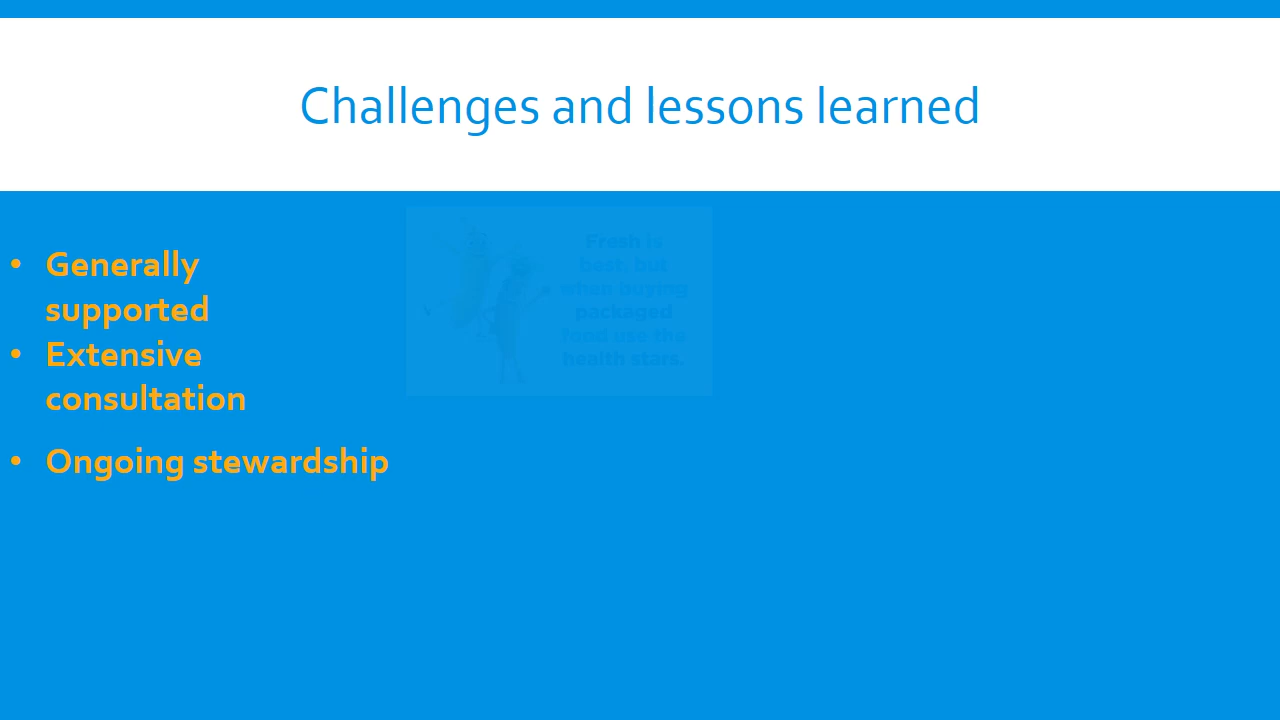 Challenges and lessons learned
• Generally
supported
• Extensive
consultation
• Ongoing stewardship
Fresh is
best, but
when buying
packaged
food use the
health stars.